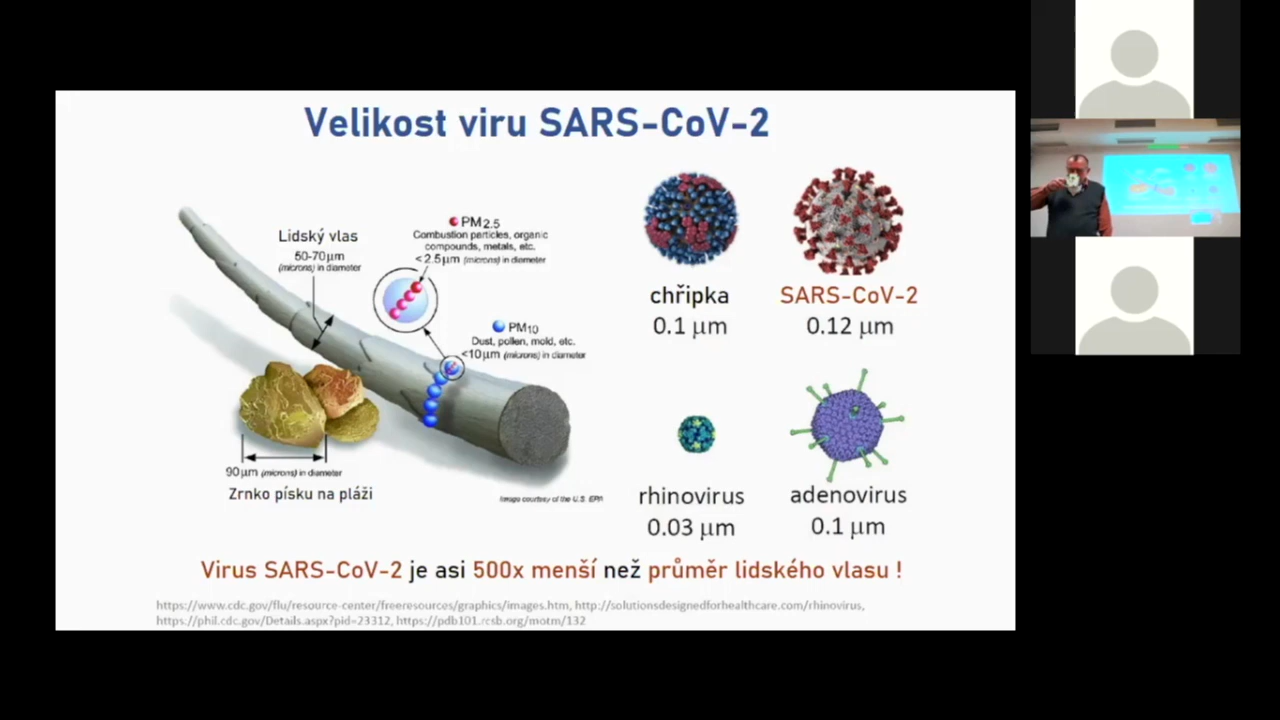 Velikost viru SARS-CoV-2
Lidský vlas
50-70μm
(microns) in diameter
PM2.5
Combustion particles, organic
compounds, metals, etc.
<2.5μm (microns) in diameter
PM10
Dust, pollen, mold, etc.
<10μm (microns) in diameter
90μm (microns) in diameter
Zrnko písku na pláži
Image courtesy of the U.S. EPA
chřipka
0.1 μm
SARS-CoV-2
0.12 μm
rhinovirus
0.03 μm
adenovirus
0.1 μm
Virus SARS-CoV-2 je asi 500x menší než průměr lidského vlasu !
https://www.cdc.gov/flu/resource-center/freeresources/graphics/images.htm, http://solutionsdesignedforhealthcare.com/rhinovirus,
https://phil.cdc.gov/Details.aspx?pid=23312, https://pdb101.rcsb.org/motm/132